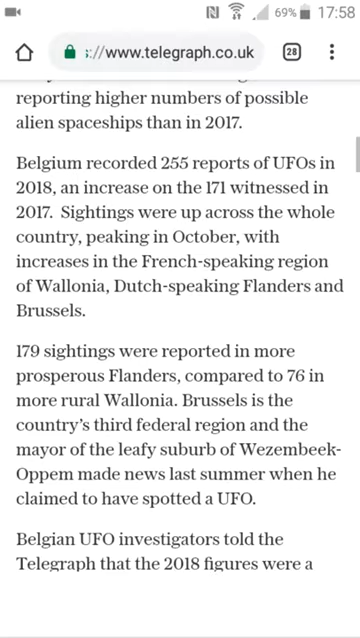 69% 17:58
://www.telegraph.co.uk 28
reporting higher numbers of possible
alien spaceships than in 2017.
Belgium recorded 255 reports of UFOs in
2018, an increase on the 171 witnessed in
2017. Sightings were up across the whole
country, peaking in October, with
increases in the French-speaking region
of Wallonia, Dutch-speaking Flanders and
Brussels.
179 sightings were reported in more
prosperous Flanders, compared to 76 in
more rural Wallonia. Brussels is the
country's third federal region and the
mayor of the leafy suburb of Wezembeek-
Oppem made news last summer when he
claimed to have spotted a UFO.
Belgian UFO investigators told the
Telegraph that the 2018 figures were a